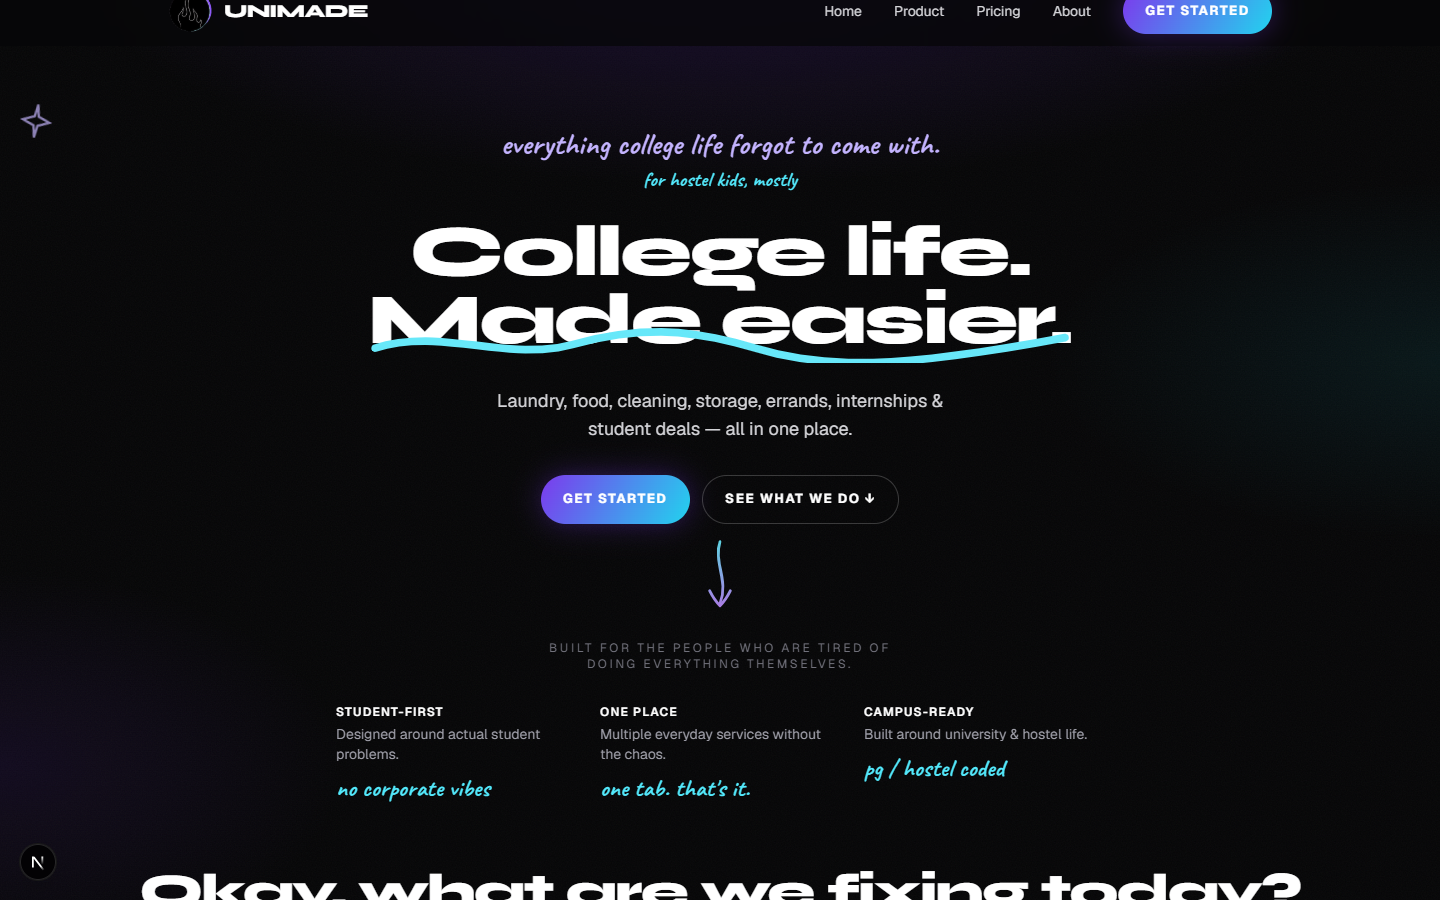 UNIMADE
Home Product Pricing About GET STARTED
everything college life forgot to come with.
for hostel kids, mostly
College life.
Made easier.
Laundry, food, cleaning, storage, errands, internships &
student deals — all in one place.
GET STARTED SEE WHAT WE DO ↓
BUILT FOR THE PEOPLE WHO ARE TIRED OF
DOING EVERYTHING THEMSELVES.
STUDENT-FIRST
Designed around actual student
problems.
no corporate vibes
ONE PLACE
Multiple everyday services without
the chaos.
one tab. that's it.
CAMPUS-READY
Built around university & hostel life.
pg / hostel coded
N
Okay, what are we fixing today?